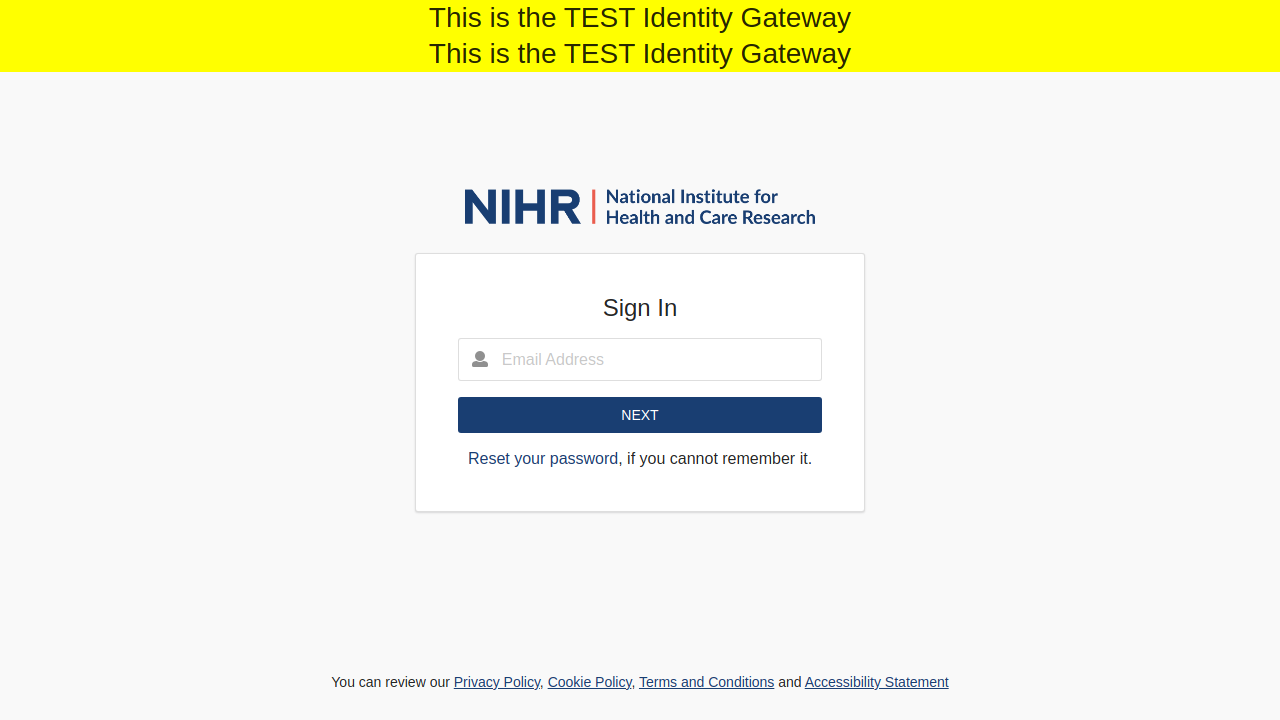 This is the TEST Identity Gateway
This is the TEST Identity Gateway
NIHR | National Institute for
Health and Care Research
Sign In
Email Address
NEXT
Reset your password, if you cannot remember it.
You can review our Privacy Policy, Cookie Policy, Terms and Conditions and Accessibility Statement